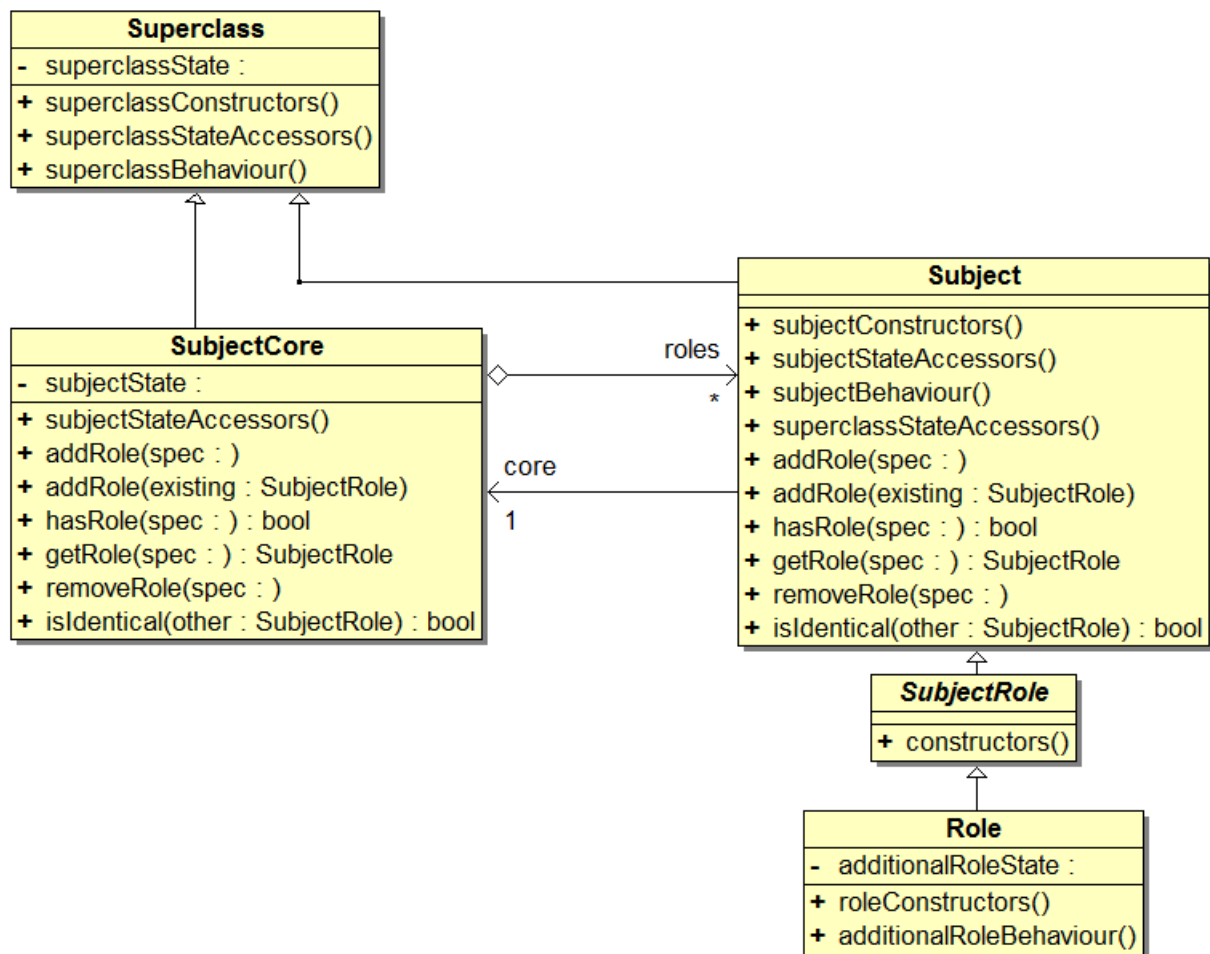 Superclass
- superclassState :
+ superclassConstructors()
+ superclassStateAccessors()
+ superclassBehaviour()
Subject
+ subjectConstructors()
+ subjectStateAccessors()
+ subjectBehaviour()
+ superclassStateAccessors()
+ addRole(spec : )
+ addRole(existing : SubjectRole)
+ hasRole(spec : ) : bool
+ getRole(spec : ) : SubjectRole
+ removeRole(spec : )
+ isIdentical(other : SubjectRole) : bool
SubjectCore
- subjectState :
+ subjectStateAccessors()
+ addRole(spec : )
+ addRole(existing : SubjectRole)
+ hasRole(spec : ) : bool
+ getRole(spec : ) : SubjectRole
+ removeRole(spec : )
+ isIdentical(other : SubjectRole) : bool
roles
*
core
1
SubjectRole
+ constructors()
Role
- additionalRoleState :
+ roleConstructors()
+ additionalRoleBehaviour()